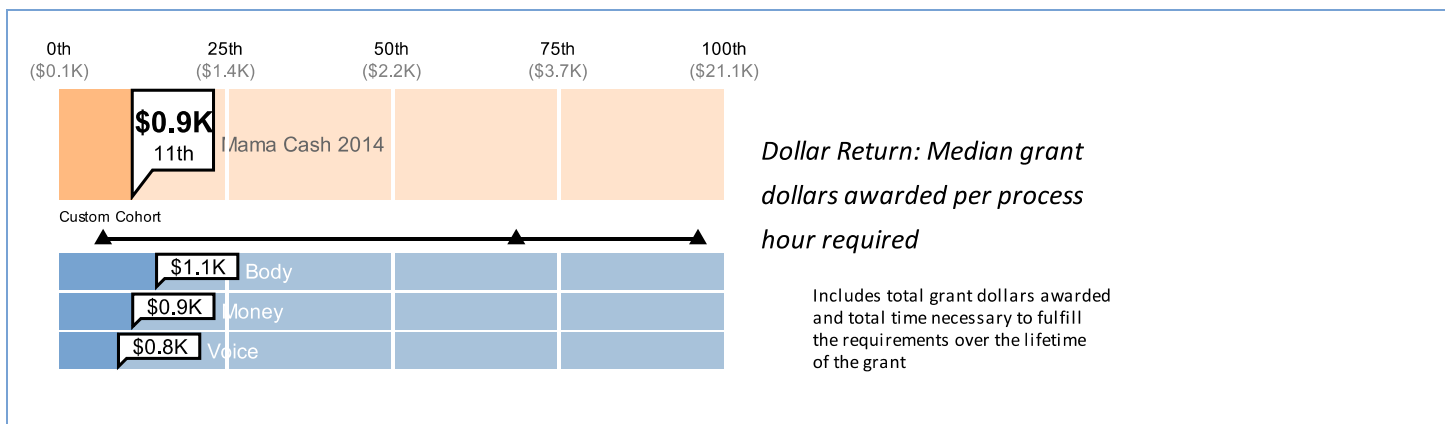 0th 25th 50th 75th 100th
($0.1K) ($1.4K) ($2.2K) ($3.7K) ($21.1K)
$0.9K
11th
Mama Cash 2014
Custom Cohort
$1.1K Body
$0.9K Money
$0.8K Voice
Dollar Return: Median grant
dollars awarded per process
hour required
Includes total grant dollars awarded
and total time necessary to fulfill
the requirements over the lifetime
of the grant